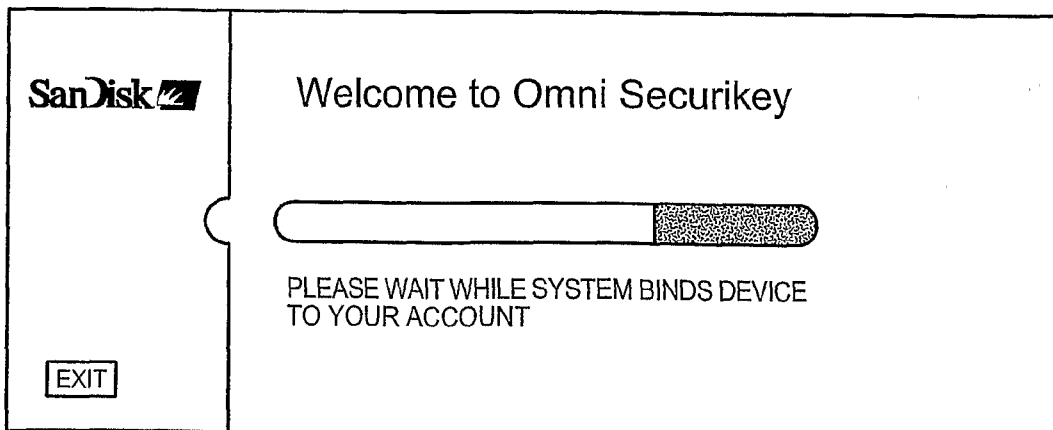 SanDisk
Welcome to Omni Securikey
PLEASE WAIT WHILE SYSTEM BINDS DEVICE
TO YOUR ACCOUNT
EXIT